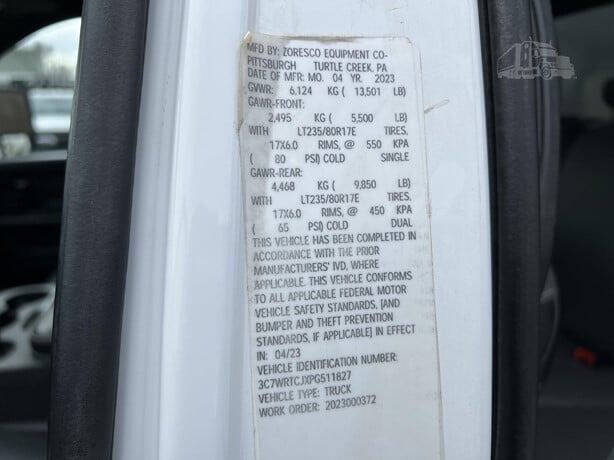 MFD BY: ZORESCO EQUIPMENT CO-
PITTSBURGH TURTLE CREEK, PA
DATE OF MFR: MO. 04 YR. 2023
GVWR: 6,124 KG ( 13,501 LB)
GAWR-FRONT:
2,495 KG ( 5,500 LB)
WITH LT235/80R17E TIRES,
17X6.0 RIMS, @ 550 KPA
( 80 PSI) COLD SINGLE
GAWR-REAR:
4,468 KG ( 9,850 LB)
WITH LT235/80R17E TIRES,
17X6.0 RIMS, @ 450 KPA
( 65 PSI) COLD DUAL
THIS VEHICLE HAS BEEN COMPLETED IN
ACCORDANCE WITH THE PRIOR
MANUFACTURERS' IVD, WHERE
APPLICABLE. THIS VEHICLE CONFORMS
TO ALL APPLICABLE FEDERAL MOTOR
VEHICLE SAFETY STANDARDS, [AND
BUMPER AND THEFT PREVENTION
STANDARDS, IF APPLICABLE] IN EFFECT
IN: 04/23
VEHICLE IDENTIFICATION NUMBER:
3C7WRTCJXPG511827
VEHICLE TYPE: TRUCK
WORK ORDER: 2023000372